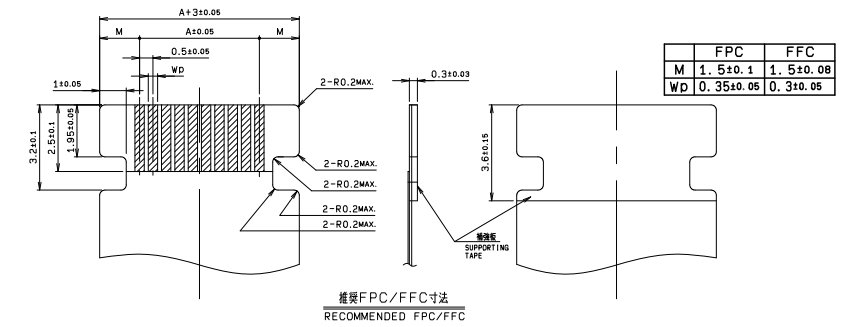 A+3±0.05
M
A±0.05
M
0.5±0.05
Wp
1±0.05
2-R0.2MAX.
3.2±0.1
2.5±0.1
1.95±0.05
2-R0.2MAX.
2-R0.2MAX.
2-R0.2MAX.
2-R0.2MAX.
0.3±0.03
補強板
SUPPORTING
TAPE
3.6±0.15
FPC FFC
M 1.5±0.1 1.5±0.08
Wp 0.35±0.05 0.3±0.05
推奨FPC/FFC寸法
RECOMMENDED FPC/FFC